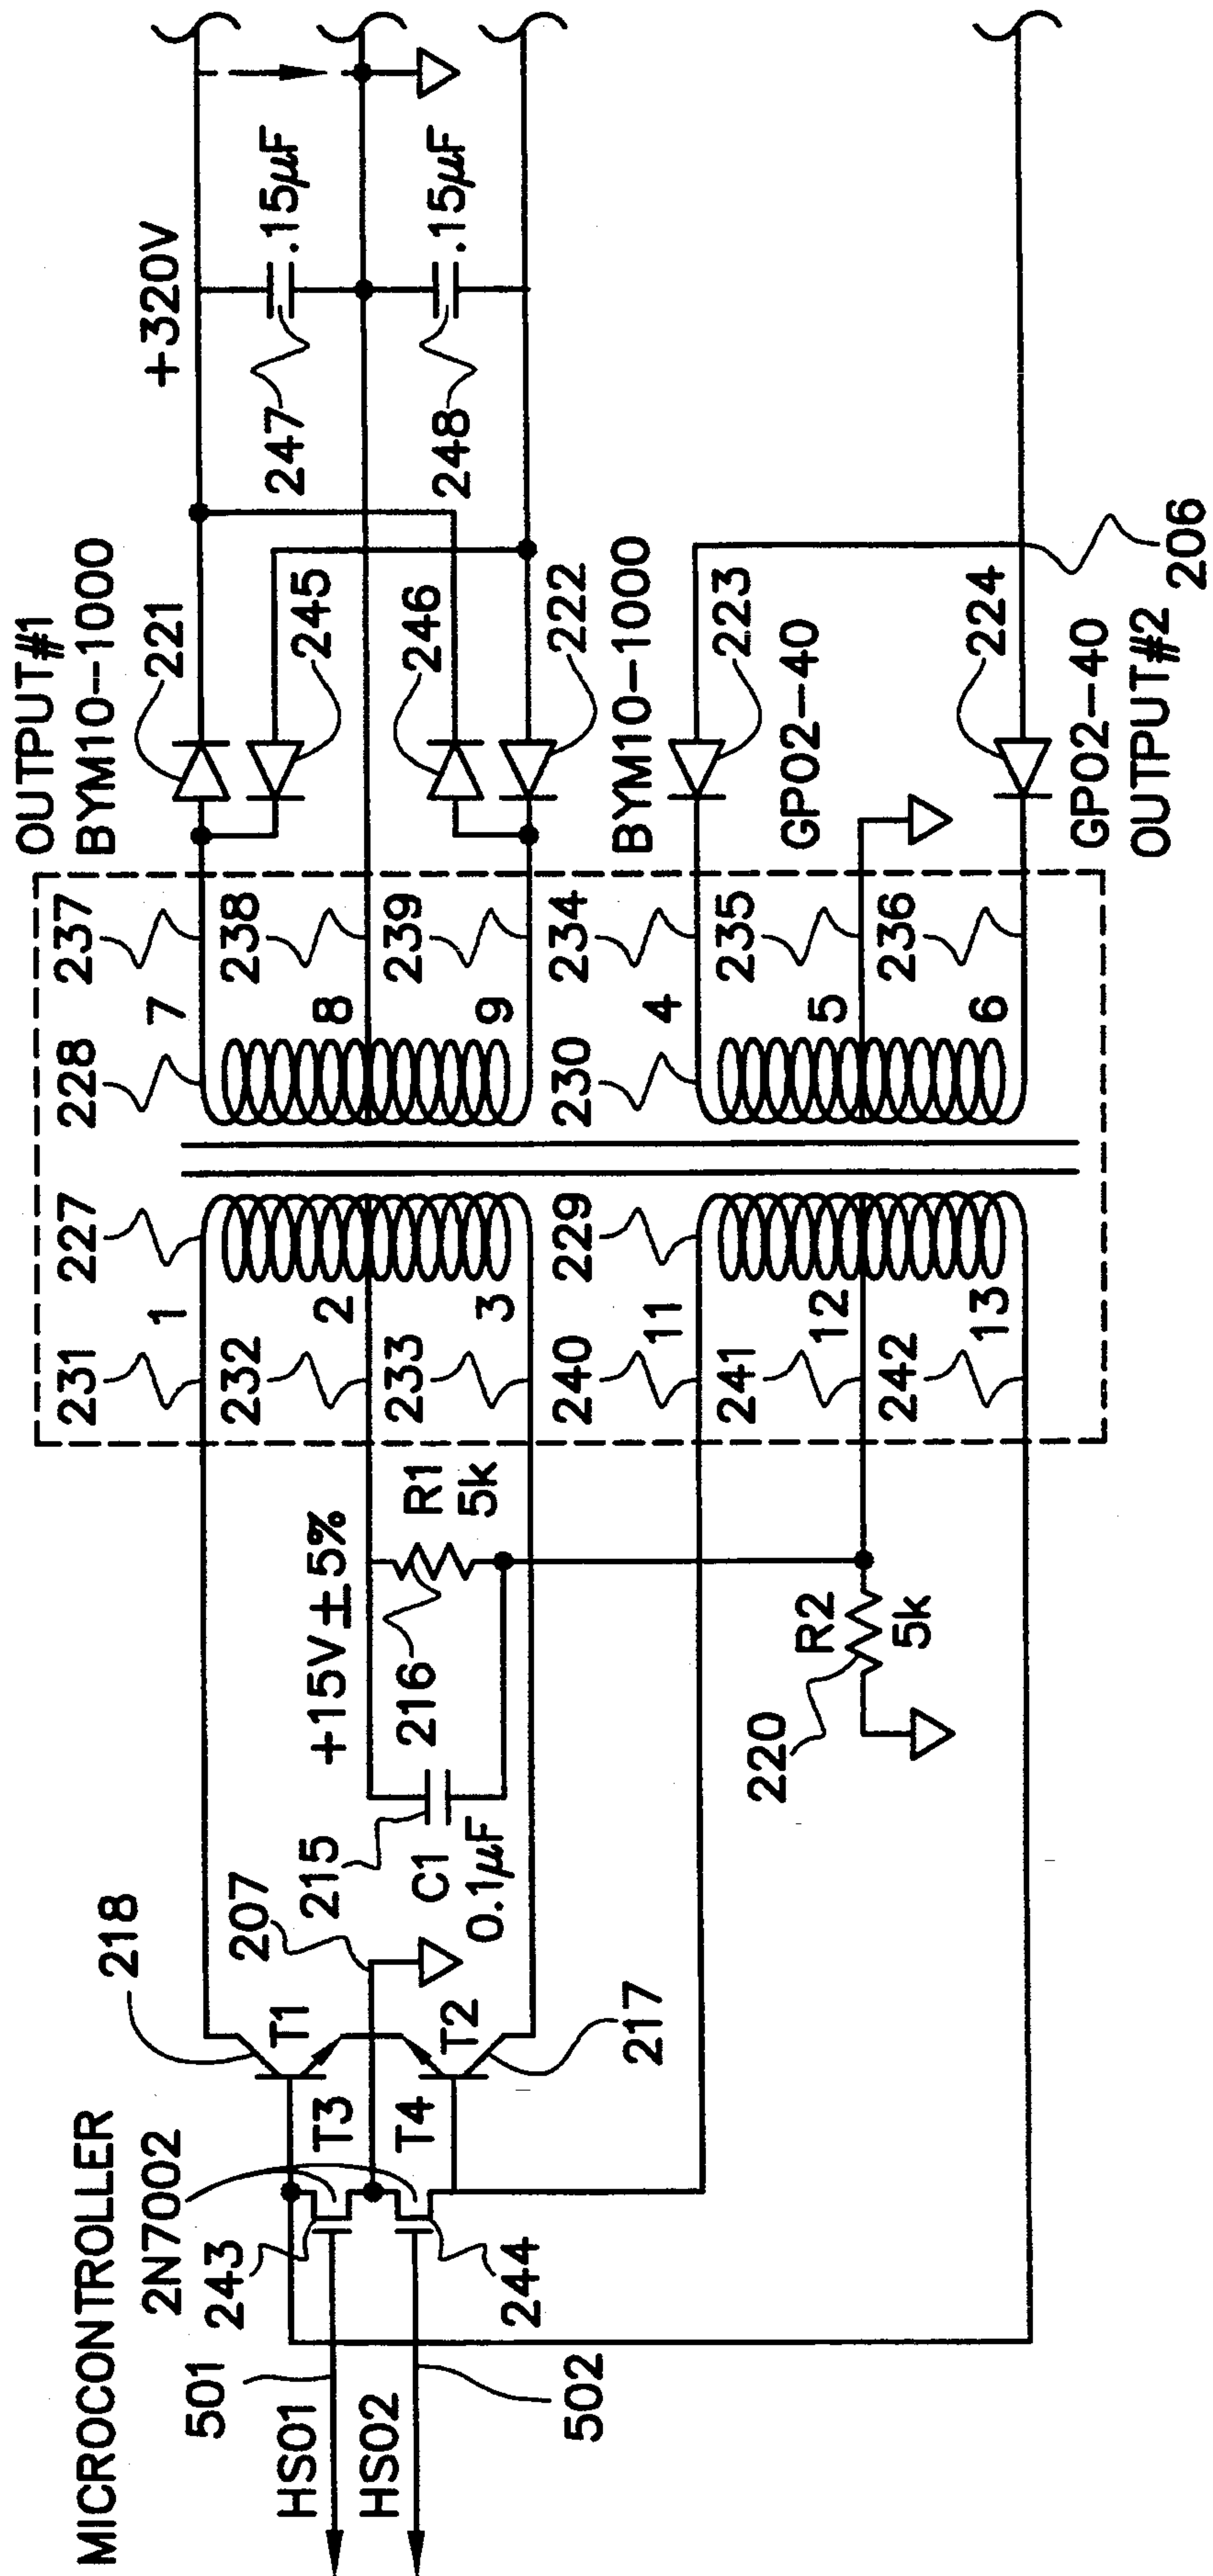 MICROCONTROLLER
2N7002
243
501
HS01
HS02
502
244
T3
T4
218
T1
T2
217
207
215
C1
0.1µF
+15V±5%
216
R1
5k
R2
5k
220
231
1
227
232
2
233
3
240
11
229
241
12
242
13
228
7
237
8
238
9
239
230
4
234
5
235
6
236
OUTPUT#1
BYM10-1000
221
245
246
222
BYM10-1000
223
GP02-40
224
GP02-40
OUTPUT#2
206
+320V
247
.15µF
248
.15µF